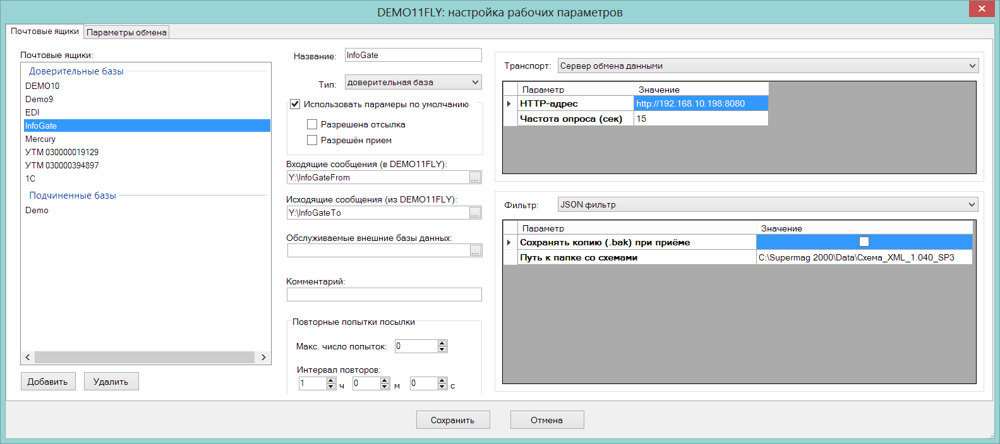 DEMO11FLY: настройка рабочих параметров
Почтовые ящики
Параметры обмена
Почтовые ящики:
Доверительные базы
DEMO10
Demo9
EDI
InfoGate
Mercury
УТМ 030000019129
УТМ 030000394897
1С
Подчиненные базы
Demo
Добавить
Удалить
Название: InfoGate
Тип: доверительная база
Использовать парамеры по умолчанию
Разрешена отсылка
Разрешён прием
Входящие сообщения (в DEMO11FLY):
Y:\InfoGateFrom
...
Исходящие сообщения (из DEMO11FLY):
Y:\InfoGateTo
...
Обслуживаемые внешние базы данных:
...
Комментарий:
Повторные попытки посылки
Макс. число попыток: 0
Интервал повторов:
1 ч 0 м 0 с
Транспорт: Сервер обмена данными
Параметр Значение
HTTP-адрес http://192.168.10.198:8080
Частота опроса (сек) 15
Фильтр: JSON фильтр
Параметр Значение
Сохранять копию (.bak) при приёме
Путь к папке со схемами C:\Supermag 2000\Data\Схема_XML_1.040_SP3
Сохранить
Отмена